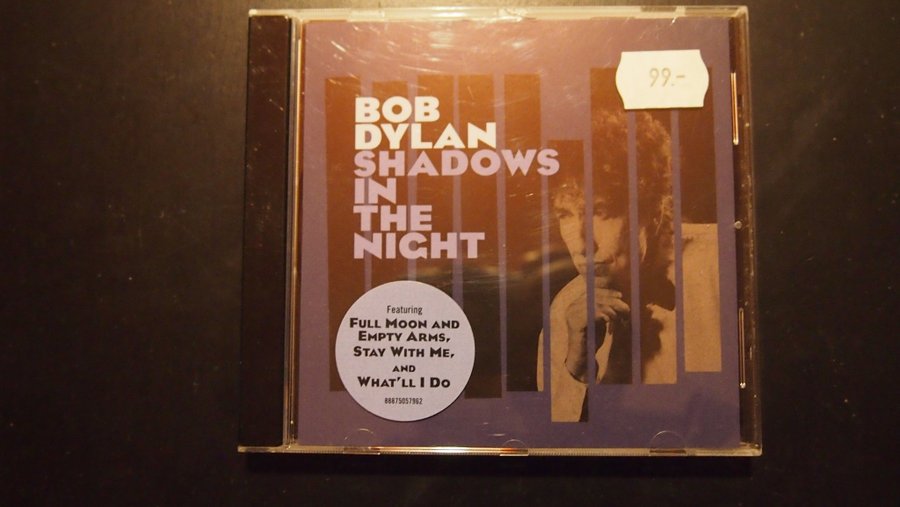 BOB
DYLAN
SHADOWS
IN
THE
NIGHT
99.-
Featuring
FULL MOON AND
EMPTY ARMS,
STAY WITH ME,
AND
WHAT'LL I DO
88875057962